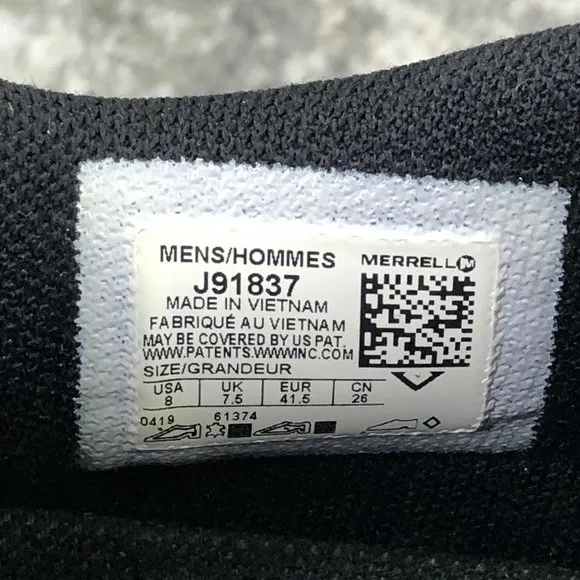 MENS/HOMMES
MERRELL
J91837
MADE IN VIETNAM
FABRIQUÉ AU VIETNAM
MAY BE COVERED BY US PAT.
WWW.PATENTS.WWWINC.COM
SIZE/GRANDEUR
USA UK EUR CN
8 7.5 41.5 26
0419 61374